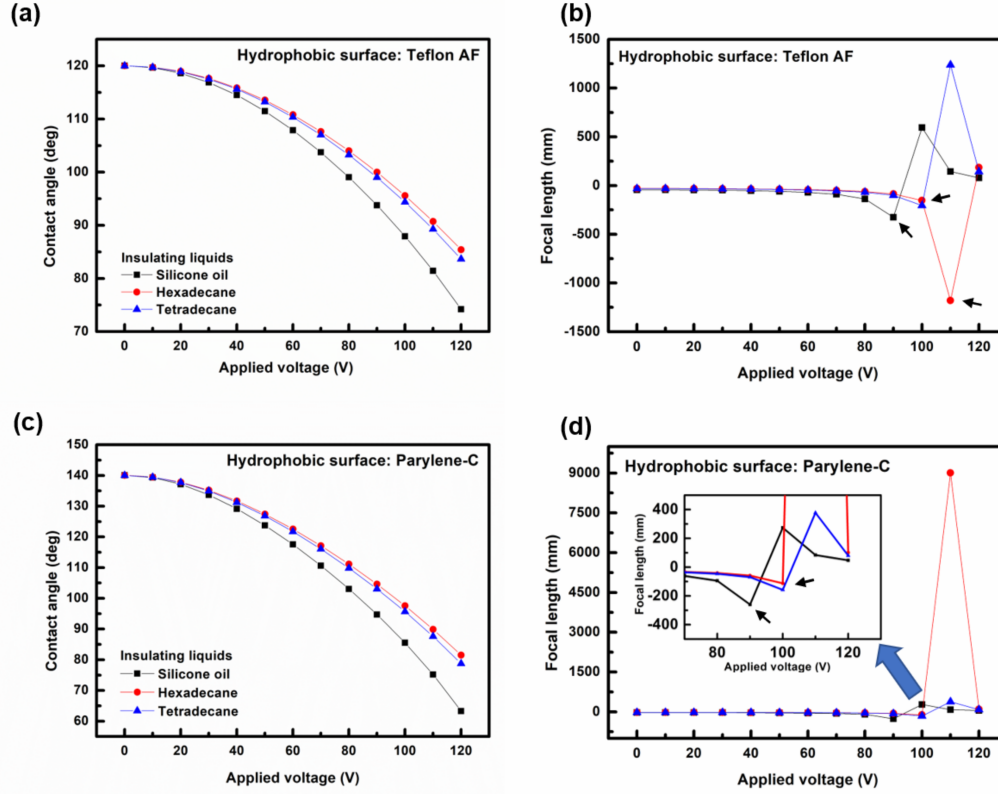 (a)
Hydrophobic surface: Teflon AF
Contact angle (deg)
120
110
100
90
80
70
Insulating liquids
Silicone oil
Hexadecane
Tetradecane
0 20 40 60 80 100 120
Applied voltage (V)
(b)
Hydrophobic surface: Teflon AF
Focal length (mm)
1500
1000
500
0
-500
-1000
-1500
0 20 40 60 80 100 120
Applied voltage (V)
(c)
Hydrophobic surface: Parylene-C
Contact angle (deg)
150
140
130
120
110
100
90
80
70
60
Insulating liquids
Silicone oil
Hexadecane
Tetradecane
0 20 40 60 80 100 120
Applied voltage (V)
(d)
Hydrophobic surface: Parylene-C
Focal length (mm)
9000
7500
6000
4500
3000
1500
0
Focal length (mm)
400
200
0
-200
-400
80 100 120
Applied voltage (V)
0 20 40 60 80 100 120
Applied voltage (V)